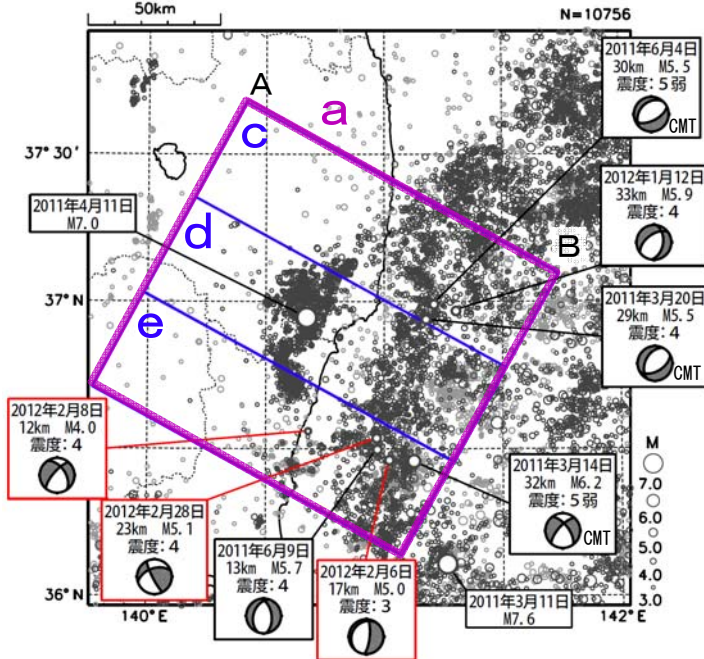 50km
N=10756
2011年6月4日
30km M5.5
震度:5弱
CMT
A
a
c
37°30′
2012年1月12日
33km M5.9
震度:4
2011年4月11日
M7.0
d
B
37°N
e
2011年3月20日
29km M5.5
震度:4
CMT
2012年2月8日
12km M4.0
震度:4
M
7.0
6.0
5.0
4.0
3.0
2011年3月14日
32km M6.2
震度:5弱
CMT
2012年2月28日
23km M5.1
震度:4
2011年6月9日
13km M5.7
震度:4
2012年2月6日
17km M5.0
震度:3
2011年3月11日
M7.6
36°N
140°E
142°E